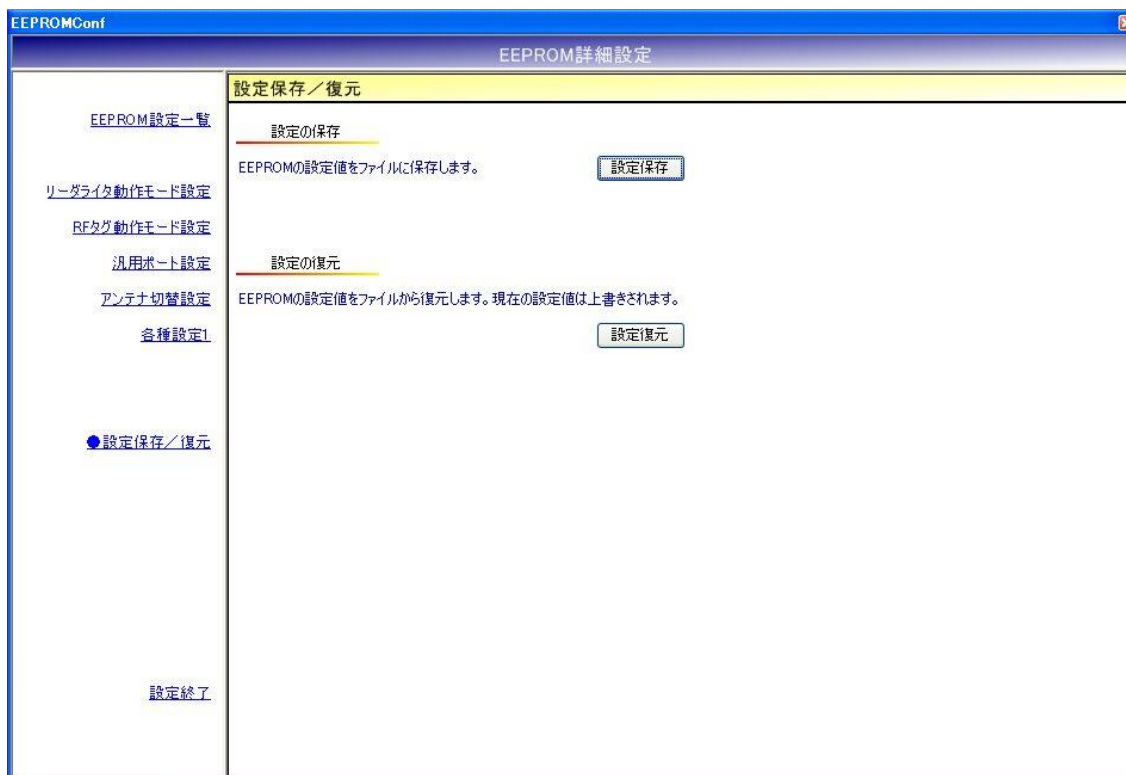 EEPROMConf
EEPROM詳細設定
EEPROM設定一覧
リーダライタ動作モード設定
RFタグ動作モード設定
汎用ポート設定
アンテナ切替設定
各種設定1
●設定保存／復元
設定終了
設定保存／復元
設定の保存
EEPROMの設定値をファイルに保存します。
設定保存
設定の復元
EEPROMの設定値をファイルから復元します。現在の設定値は上書きされます。
設定復元